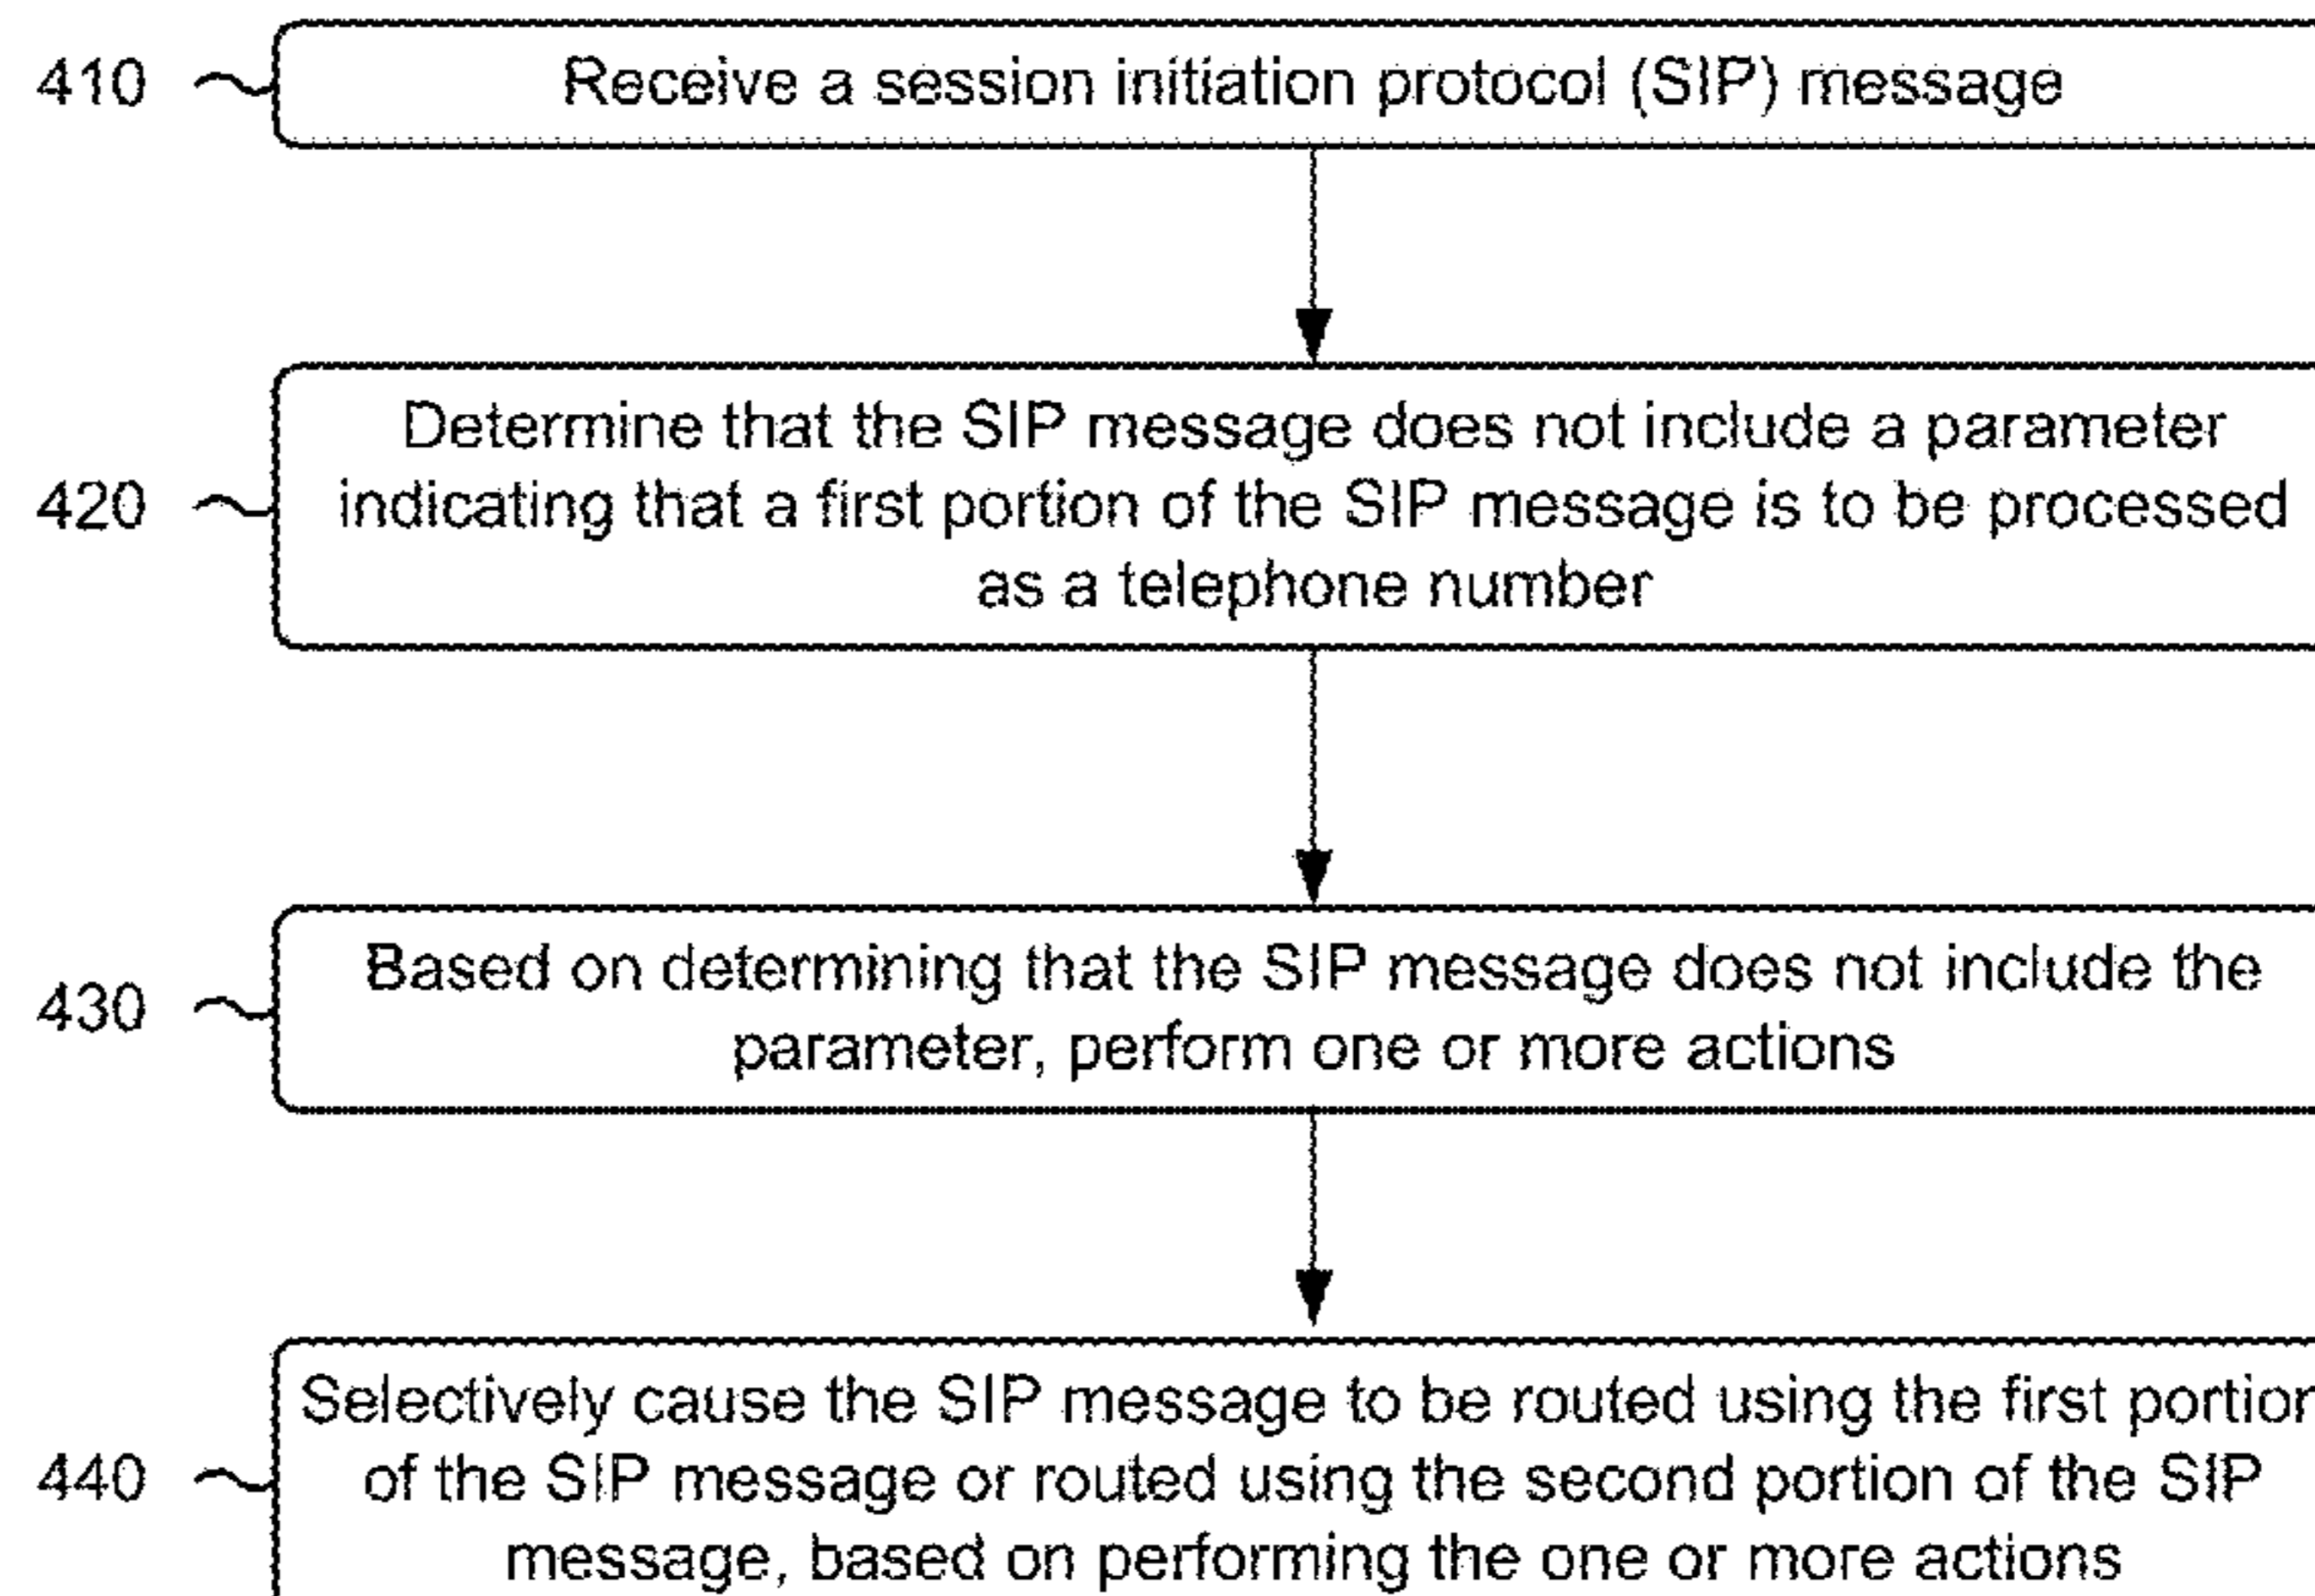 410 Receive a session initiation protocol (SIP) message
Determine that the SIP message does not include a parameter
420 indicating that a first portion of the SIP message is to be processed
as a telephone number
Based on determining that the SIP message does not include the
430
parameter, perform one or more actions
Selectively cause the SIP message to be routed using the first portion
440 of the SIP message or routed using the second portion of the SIP
message, based on performing the one or more actions